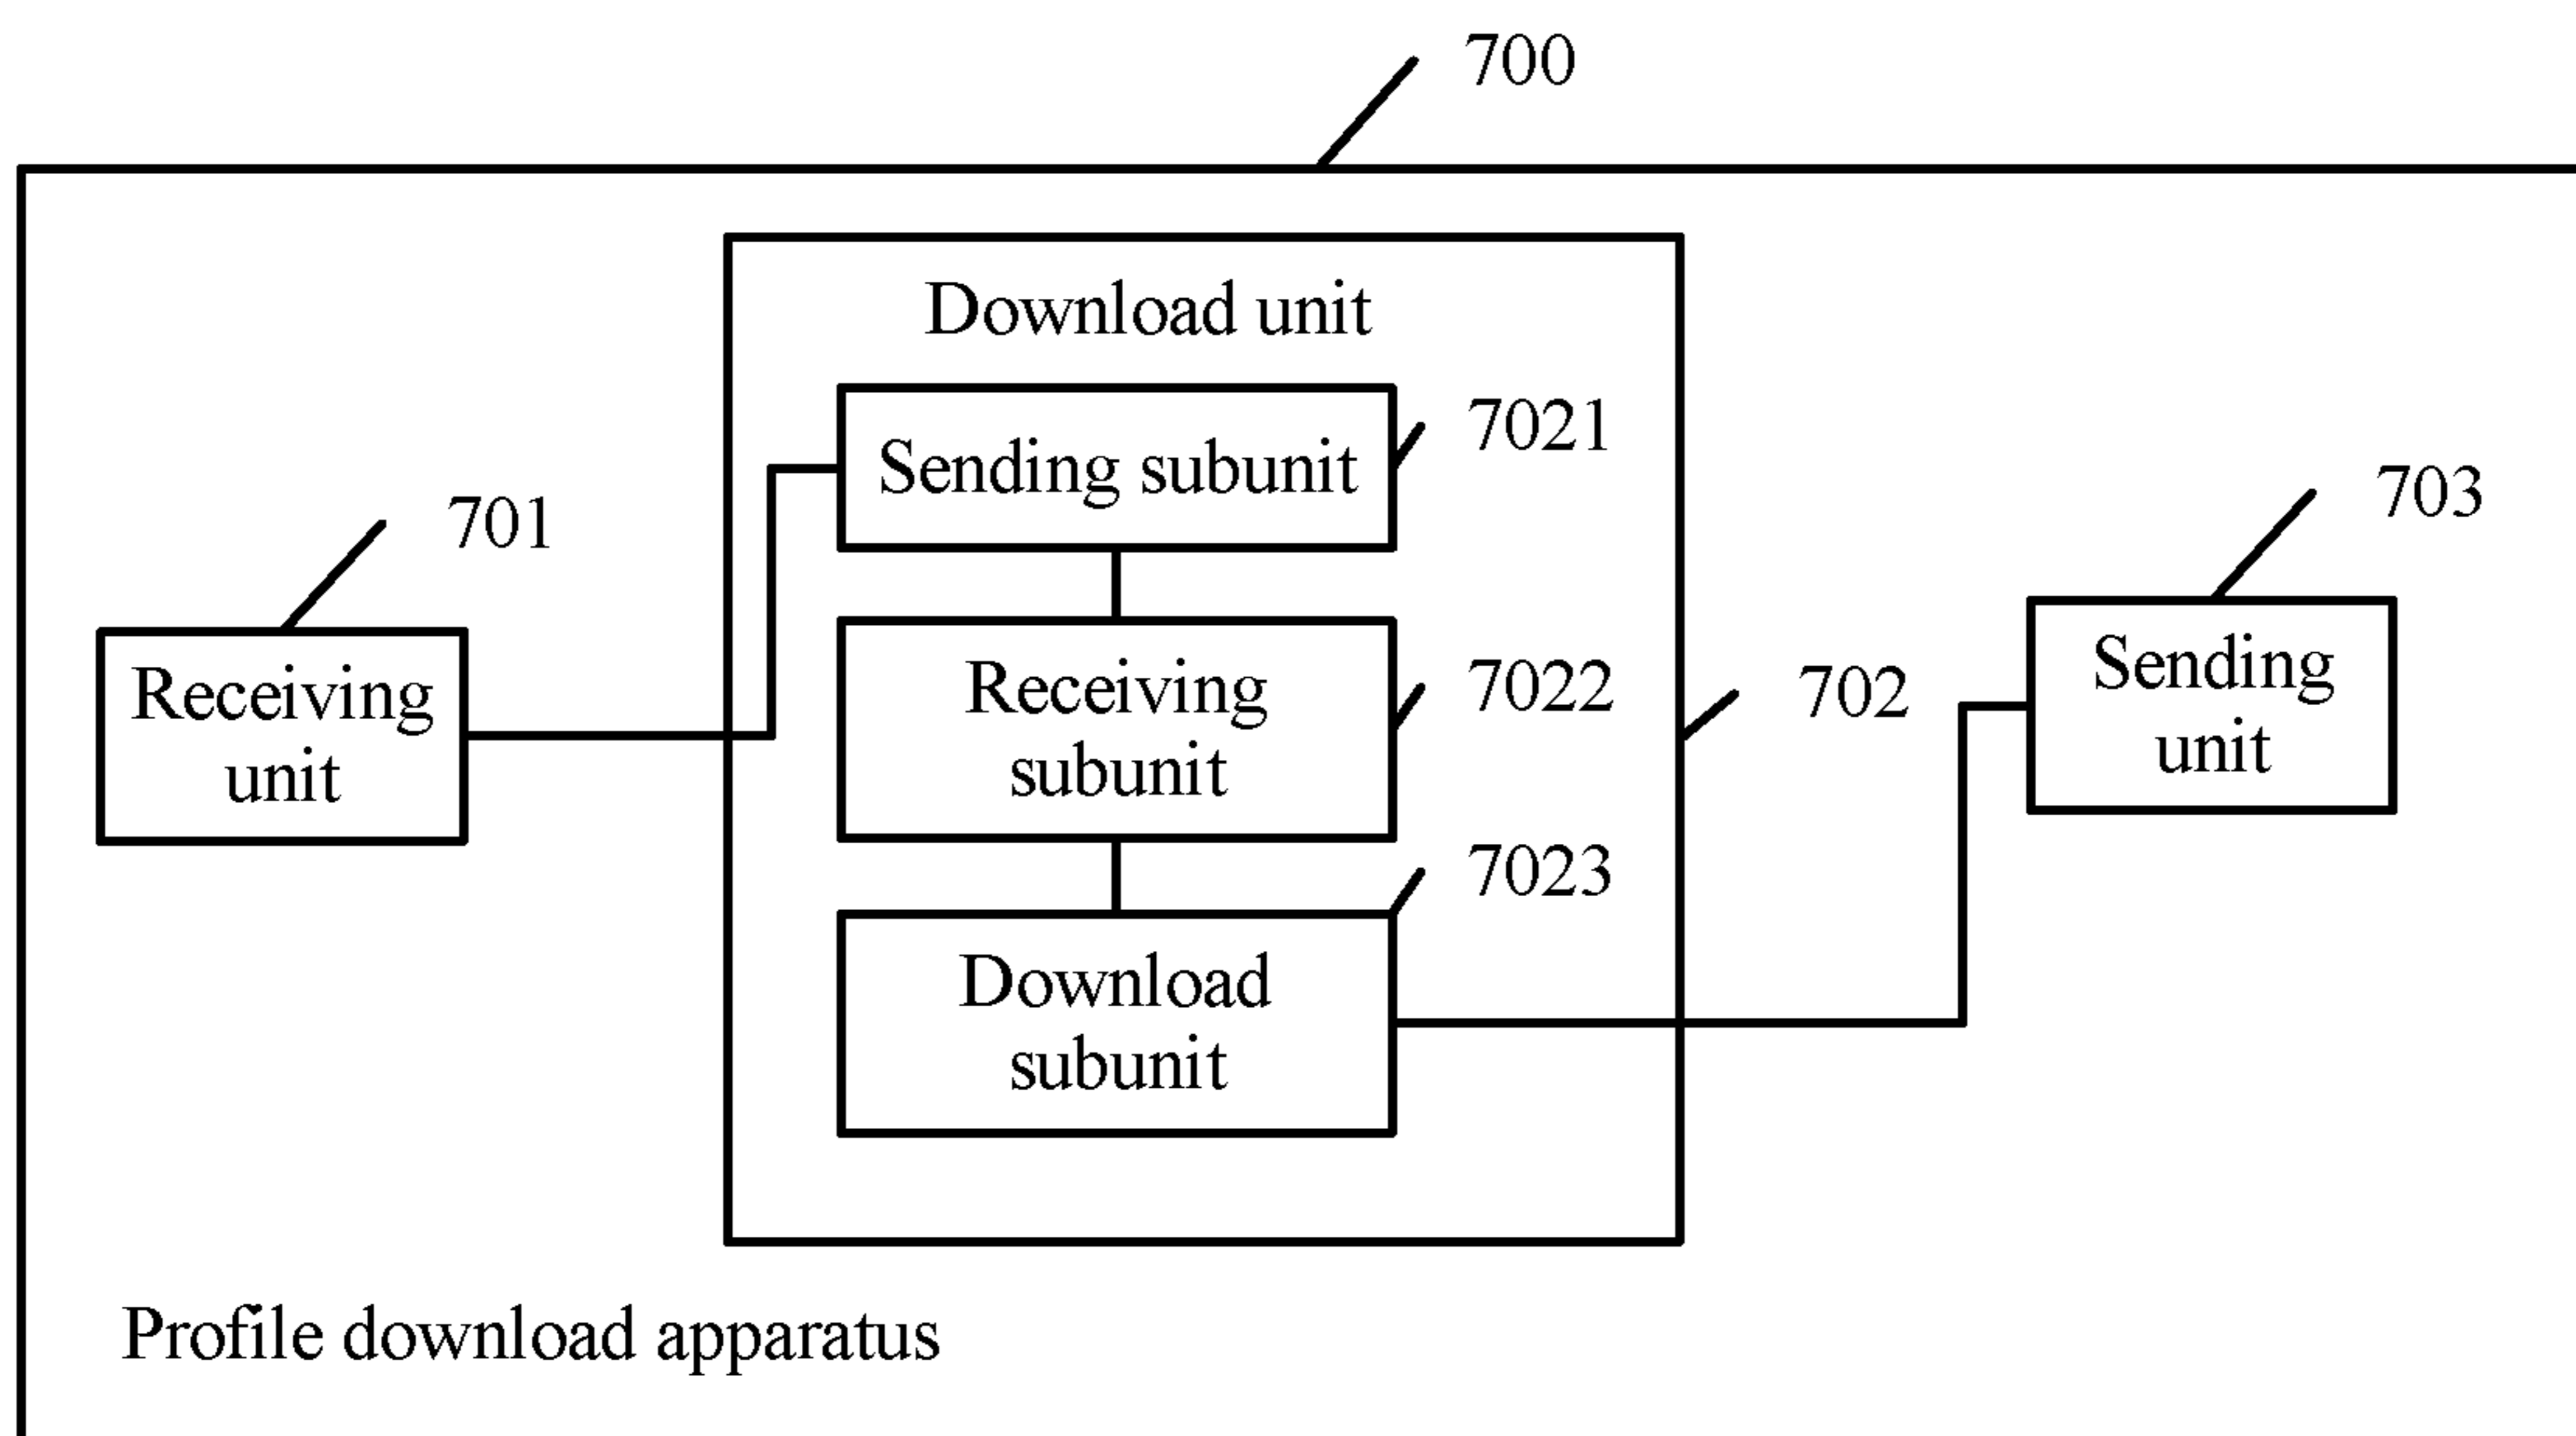 700
Download unit
Sending subunit
7021
701
703
Receiving
unit
Receiving
subunit
7022
702
Sending
unit
7023
Download
subunit
Profile download apparatus